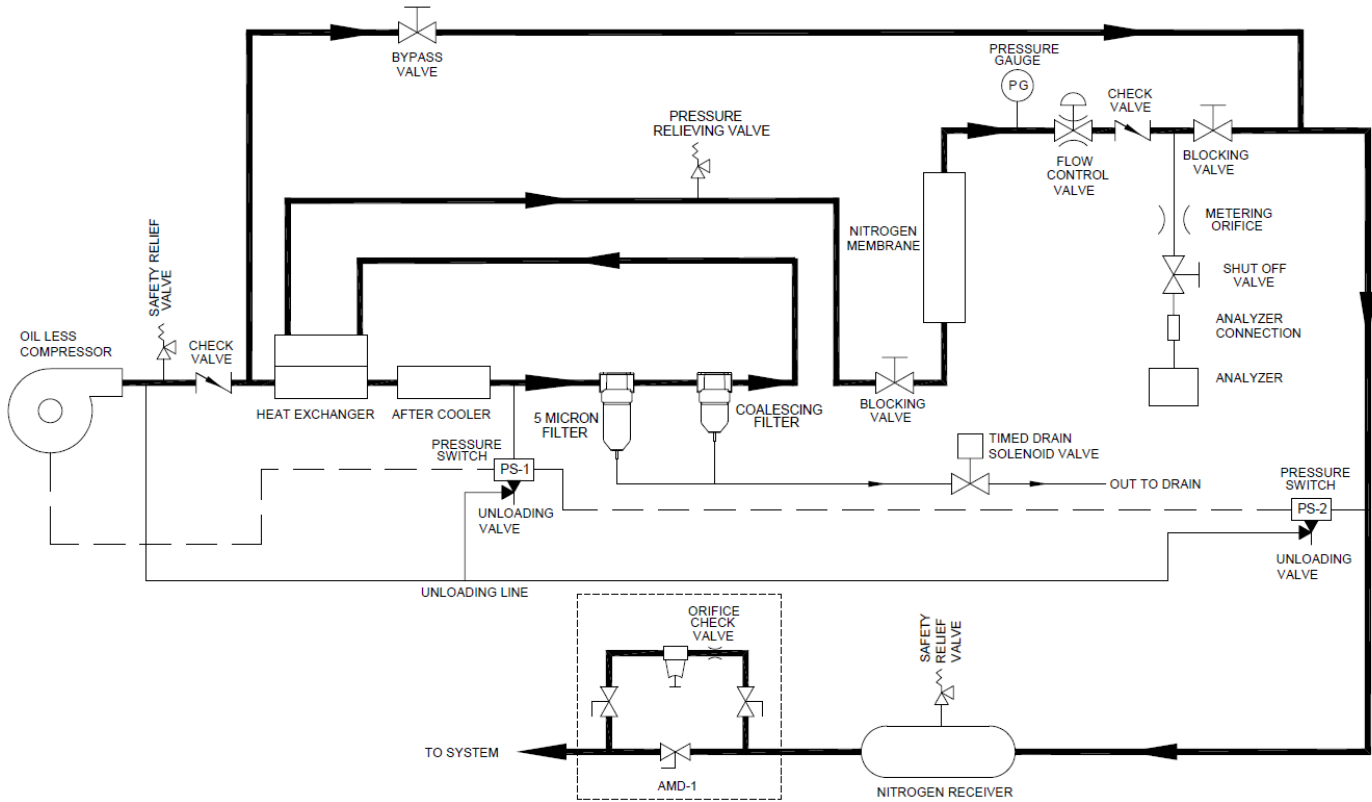 BYPASS
VALVE
PRESSURE
GAUGE
PG
CHECK
VALVE
FLOW
CONTROL
VALVE
BLOCKING
VALVE
PRESSURE
RELIEVING VALVE
METERING
ORIFICE
NITROGEN
MEMBRANE
SHUT OFF
VALVE
ANALYZER
CONNECTION
ANALYZER
SAFETY RELIEF
VALVE
OIL LESS
COMPRESSOR
CHECK
VALVE
HEAT EXCHANGER
AFTER COOLER
5 MICRON
FILTER
COALESCING
FILTER
BLOCKING
VALVE
PRESSURE
SWITCH
PS-1
UNLOADING
VALVE
TIMED DRAIN
SOLENOID VALVE
OUT TO DRAIN
PRESSURE
SWITCH
PS-2
UNLOADING
VALVE
UNLOADING LINE
ORIFICE
CHECK
VALVE
SAFETY
RELIEF
VALVE
TO SYSTEM
AMD-1
NITROGEN RECEIVER